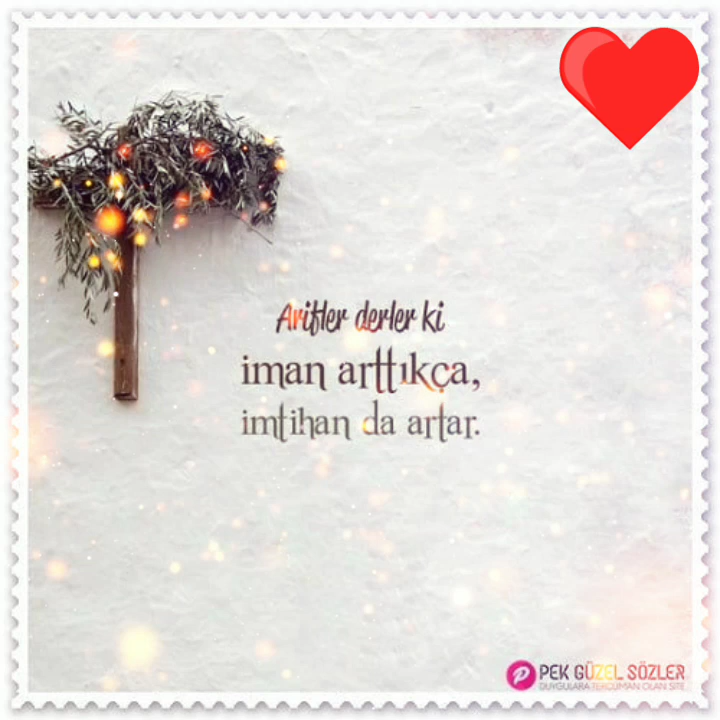 Arifler derler ki
iman arttıkça,
imtihan da artar.
PEK GÜZEL SÖZLER
DUYGULARA TERCÜMAN OLAN SİTE